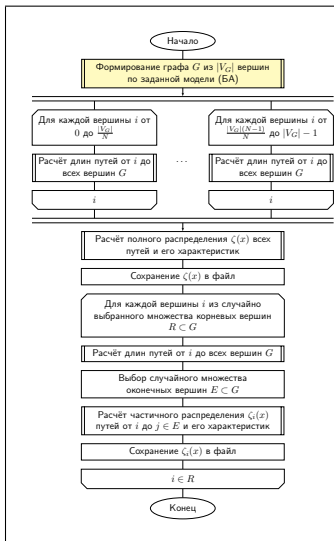 Начало
Формирование графа G из |V_G| вершин
по заданной модели (БА)
Для каждой вершины i от
0 до |V_G|/N
Для каждой вершины i от
|V_G|(N−1)/N до |V_G| − 1
Расчёт длин путей от i до
всех вершин G
...
Расчёт длин путей от i до
всех вершин G
i
i
Расчёт полного распределения ζ(x) всех
путей и его характеристик
Сохранение ζ(x) в файл
Для каждой вершины i из случайно
выбранного множества корневых вершин
R ⊂ G
Расчёт длин путей от i до всех вершин G
Выбор случайного множества
оконечных вершин E ⊂ G
Расчёт частичного распределения ζ_i(x)
путей от i до j ∈ E и его характеристик
Сохранение ζ_i(x) в файл
i ∈ R
Конец